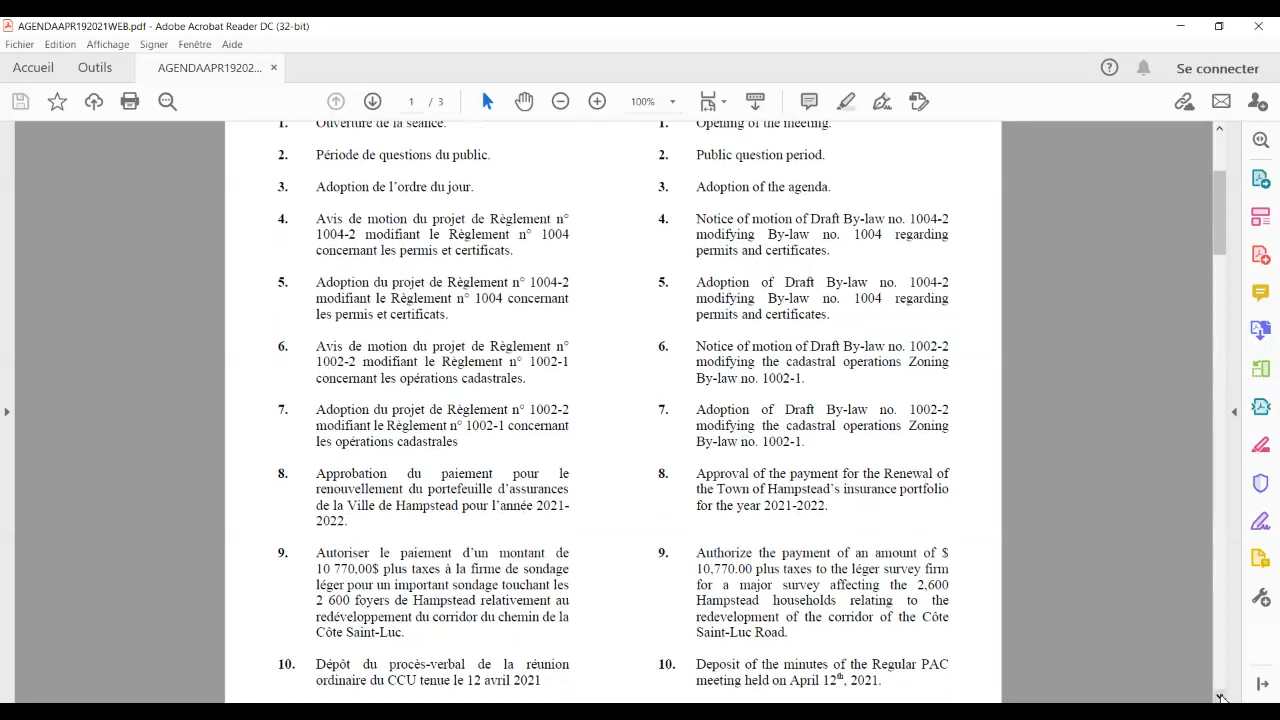 AGENDAAPR192021WEB.pdf - Adobe Acrobat Reader DC (32-bit)
Fichier Edition Affichage Signer Fenêtre Aide
Accueil Outils AGENDAAPR19202... × Se connecter
1 / 3 100%
1. Ouverture de la séance.
2. Période de questions du public.
3. Adoption de l’ordre du jour.
4. Avis de motion du projet de Règlement n°
1004-2 modifiant le Règlement n° 1004
concernant les permis et certificats.
5. Adoption du projet de Règlement n° 1004-2
modifiant le Règlement n° 1004 concernant
les permis et certificats.
6. Avis de motion du projet de Règlement n°
1002-2 modifiant le Règlement n° 1002-1
concernant les opérations cadastrales.
7. Adoption du projet de Règlement n° 1002-2
modifiant le Règlement n° 1002-1 concernant
les opérations cadastrales
8. Approbation du paiement pour le
renouvellement du portefeuille d’assurances
de la Ville de Hampstead pour l’année 2021-
2022.
9. Autoriser le paiement d’un montant de
10 770,00$ plus taxes à la firme de sondage
léger pour un important sondage touchant les
2 600 foyers de Hampstead relativement au
redéveloppement du corridor du chemin de la
Côte Saint-Luc.
10. Dépôt du procès-verbal de la réunion
ordinaire du CCU tenue le 12 avril 2021
1. Opening of the meeting.
2. Public question period.
3. Adoption of the agenda.
4. Notice of motion of Draft By-law no. 1004-2
modifying By-law no. 1004 regarding
permits and certificates.
5. Adoption of Draft By-law no. 1004-2
modifying By-law no. 1004 regarding
permits and certificates.
6. Notice of motion of Draft By-law no. 1002-2
modifying the cadastral operations Zoning
By-law no. 1002-1.
7. Adoption of Draft By-law no. 1002-2
modifying the cadastral operations Zoning
By-law no. 1002-1.
8. Approval of the payment for the Renewal of
the Town of Hampstead’s insurance portfolio
for the year 2021-2022.
9. Authorize the payment of an amount of $
10,770.00 plus taxes to the léger survey firm
for a major survey affecting the 2,600
Hampstead households relating to the
redevelopment of the corridor of the Côte
Saint-Luc Road.
10. Deposit of the minutes of the Regular PAC
meeting held on April 12th, 2021.